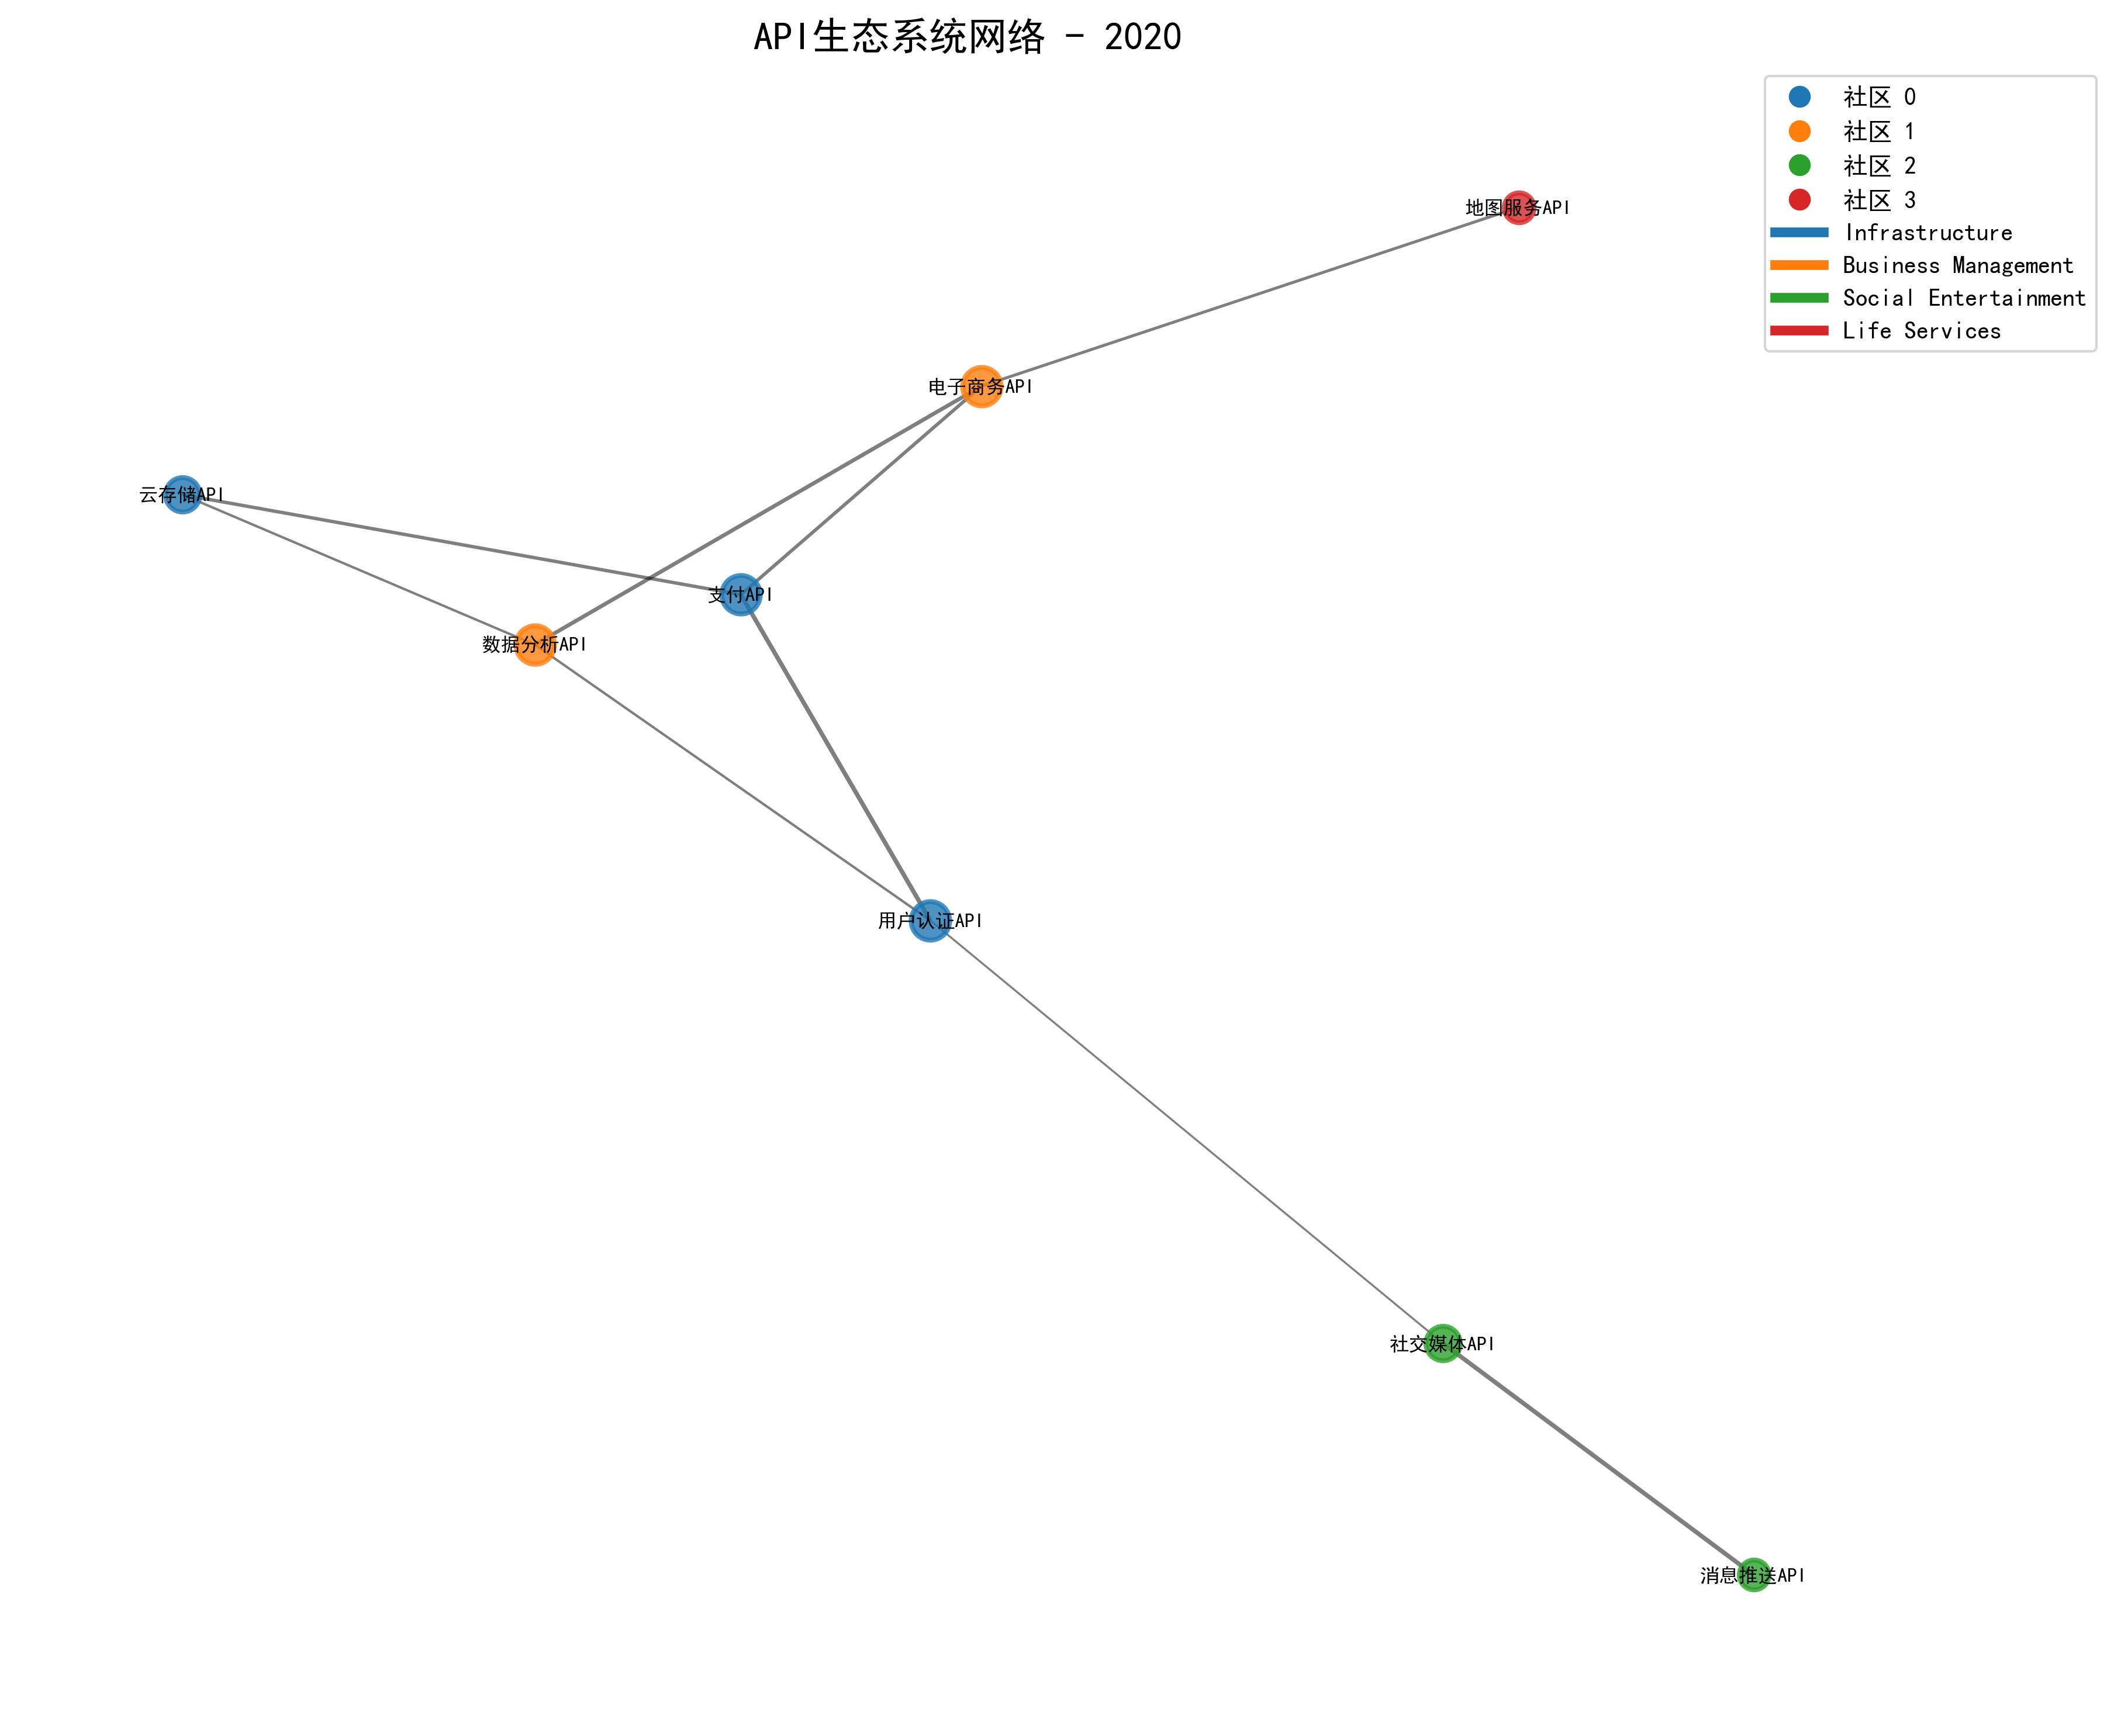 API生态系统网络 - 2020
社区 0
社区 1
社区 2
社区 3
Infrastructure
Business Management
Social Entertainment
Life Services
地图服务API
电子商务API
云存储API
支付API
数据分析API
用户认证API
社交媒体API
消息推送API